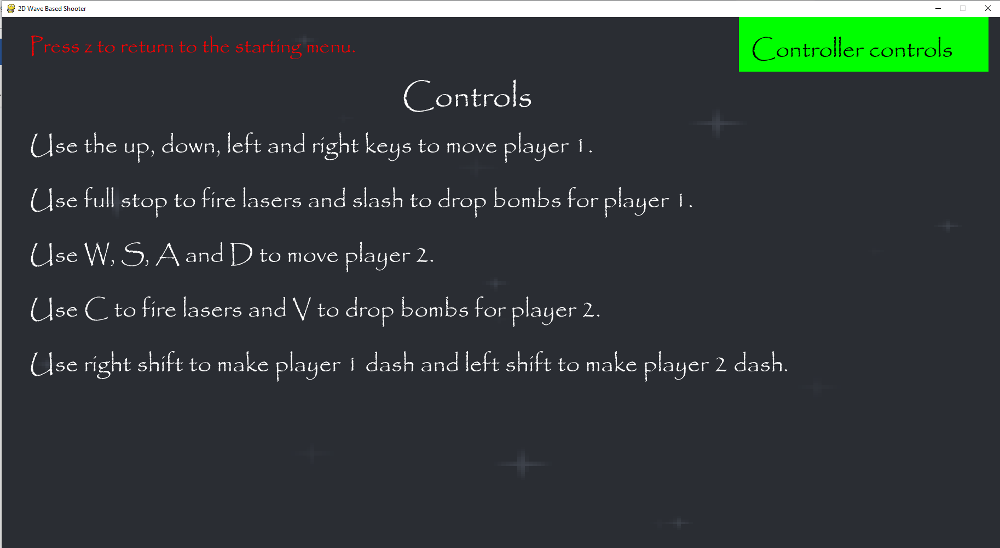 2D Wave Based Shooter
Press z to return to the starting menu.
Controller controls
Controls
Use the up, down, left and right keys to move player 1.
Use full stop to fire lasers and slash to drop bombs for player 1.
Use W, S, A and D to move player 2.
Use C to fire lasers and V to drop bombs for player 2.
Use right shift to make player 1 dash and left shift to make player 2 dash.